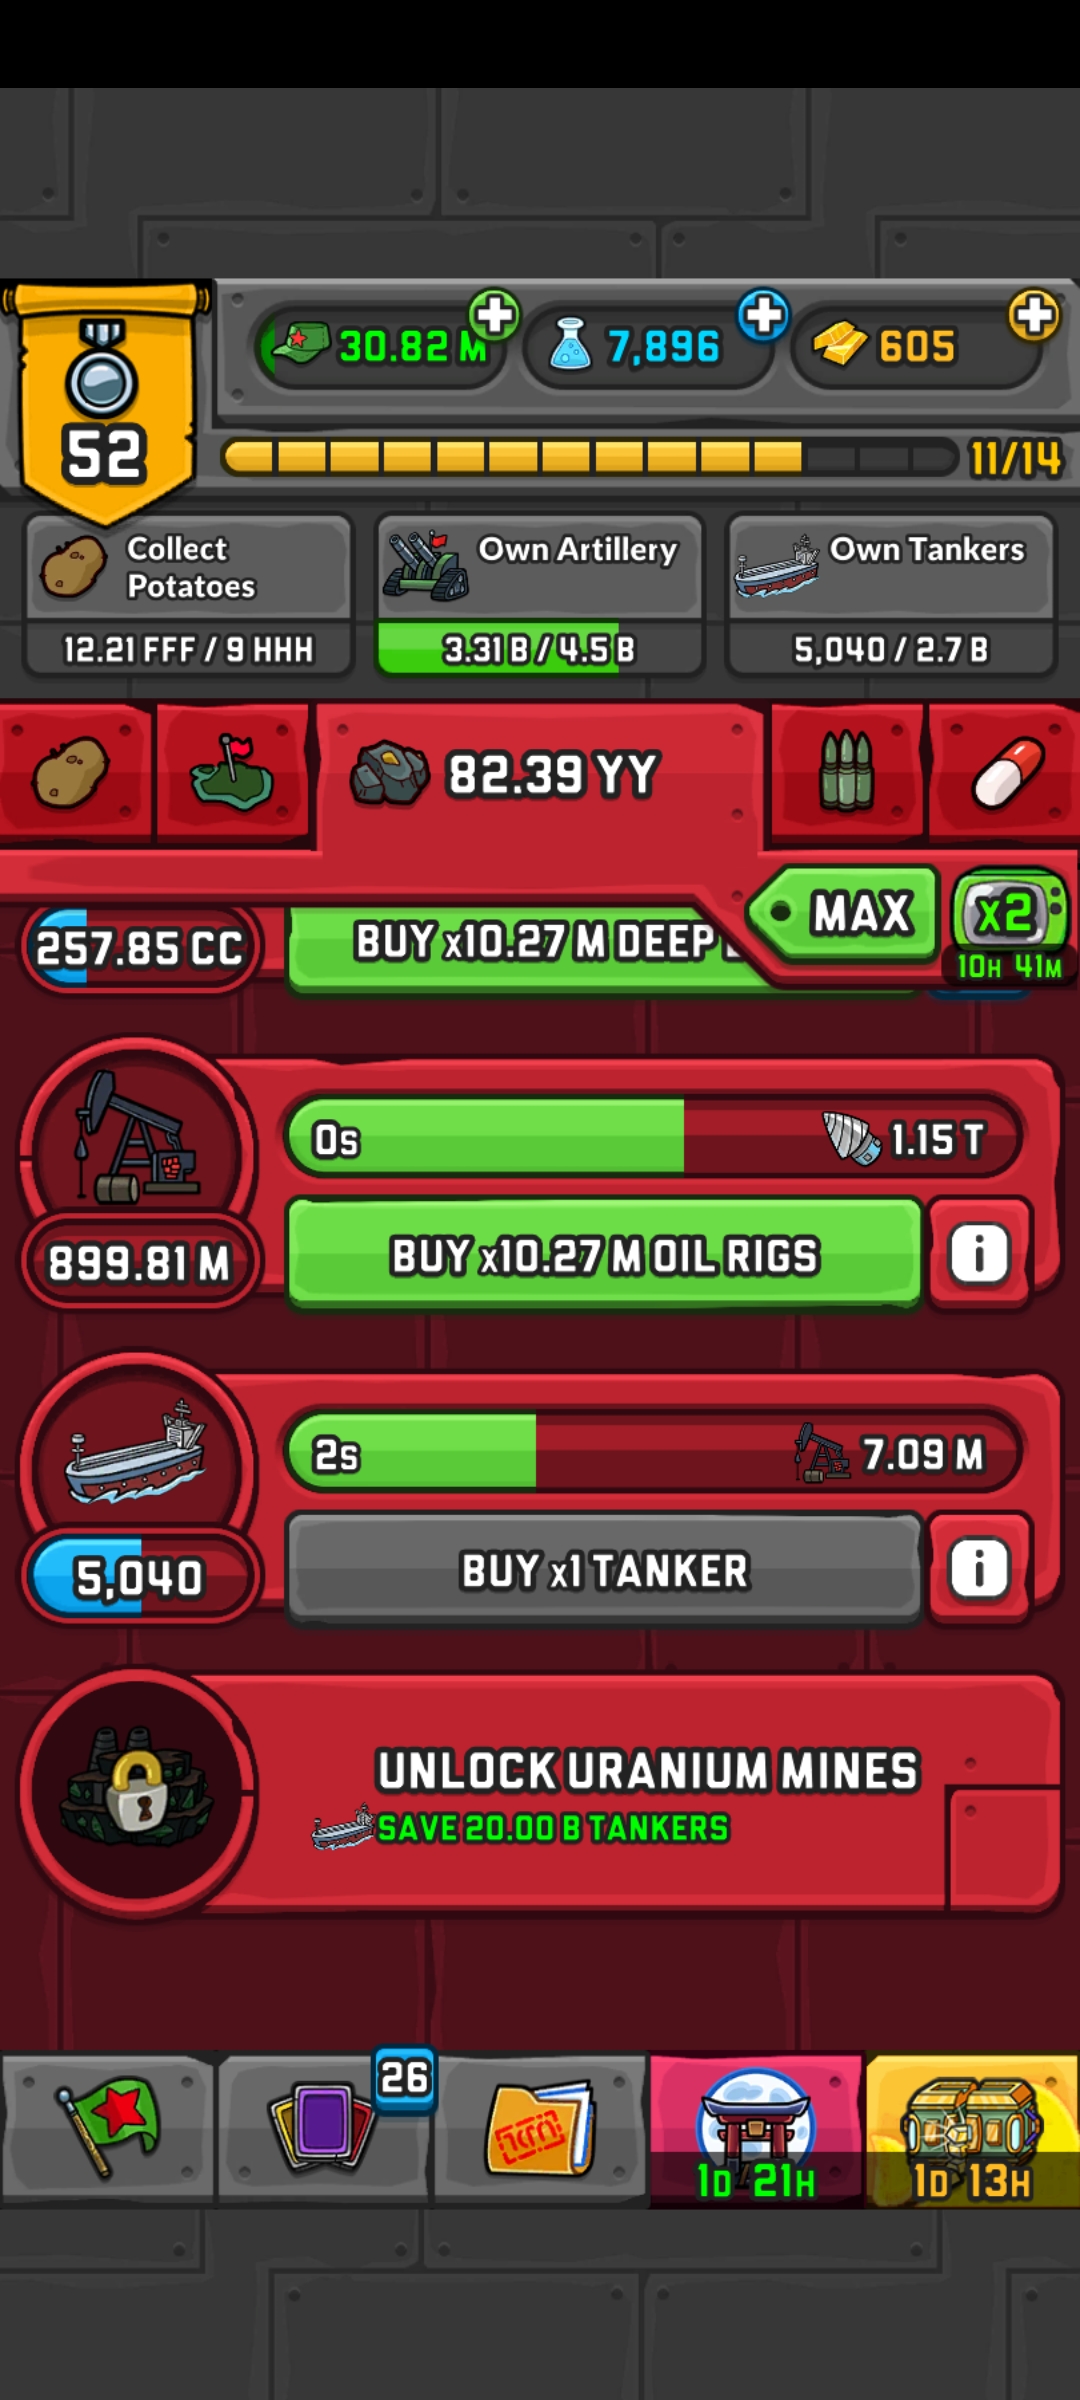 30.82 M
7,896
605
52
11/14
Collect
Potatoes
12.21 FFF / 9 HHH
Own Artillery
3.31 B / 4.5 B
Own Tankers
5,040 / 2.7 B
82.39 YY
MAX
x2
10H 41M
257.85 CC
BUY x10.27 M DEEP
0s
1.15 T
899.81 M
BUY x10.27 M OIL RIGS
i
2s
7.09 M
5,040
BUY x1 TANKER
i
UNLOCK URANIUM MINES
SAVE 20.00 B TANKERS
26
1D 21H
1D 13H